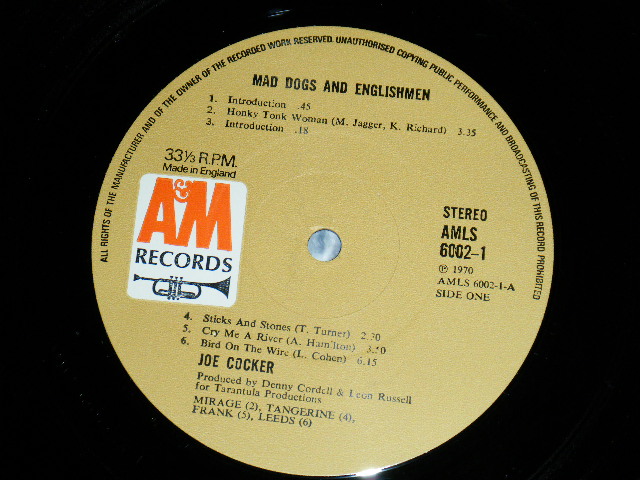 ALL RIGHTS OF THE MANUFACTURER AND OF THE OWNER OF THE RECORDED WORK RESERVED. UNAUTHORISED COPYING PUBLIC PERFORMANCE AND BROADCASTING OF THIS RECORD PROHIBITED
MAD DOGS AND ENGLISHMEN
1. Introduction .45
2. Honky Tonk Woman (M. Jagger, K. Richard) 3.35
3. Introduction .18
33⅓ R.P.M.
Made in England
A&M
RECORDS
STEREO
AMLS
6002-1
℗ 1970
AMLS 6002-1-A
SIDE ONE
4. Sticks And Stones (T. Turner)
5. Cry Me A River (A. Hamilton)
6. Bird On The Wire (L. Cohen) 6.15
JOE COCKER
Produced by Denny Cordell & Leon Russell
for Tarantula Productions
MIRAGE (2), TANGERINE (4),
FRANK (5), LEEDS (6)